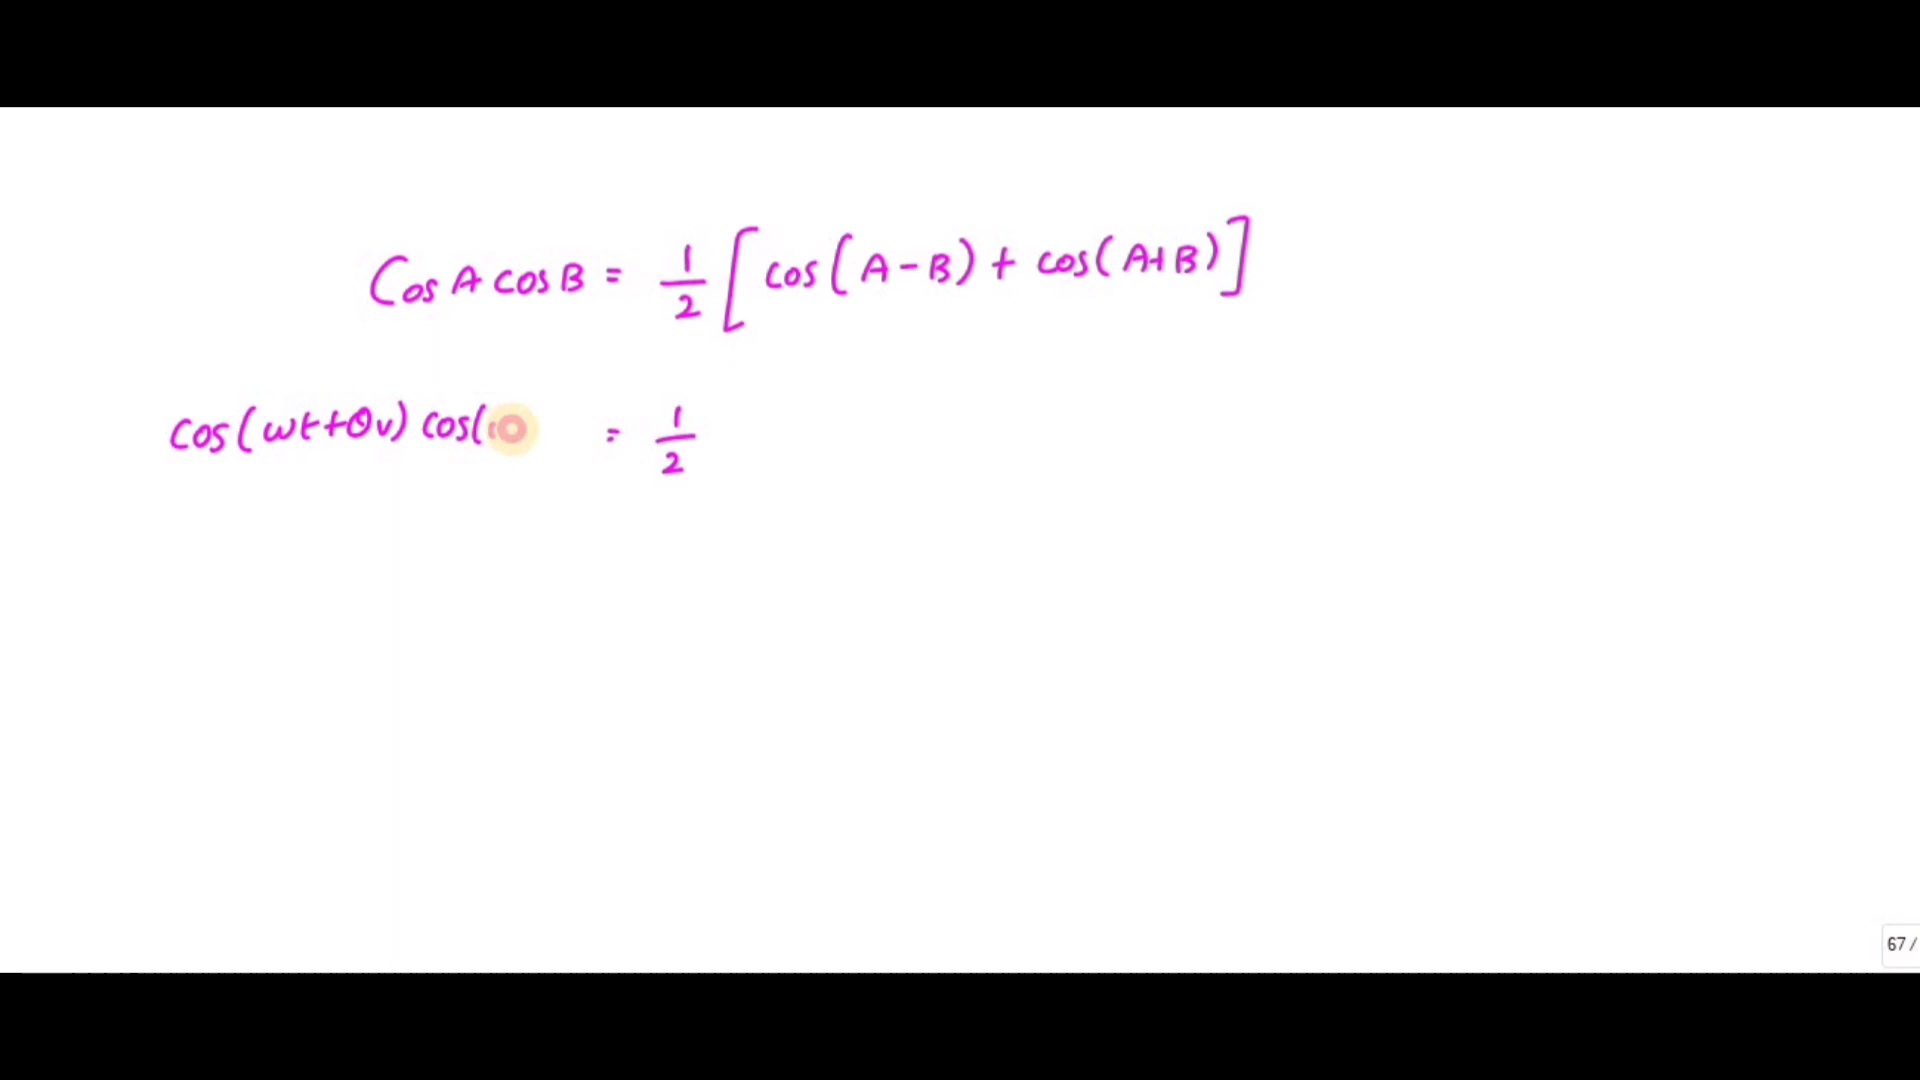 Cos A cos B = 1/2 [cos(A-B) + cos(A+B)]
cos(ωt+θv) cos( = 1/2
67 /